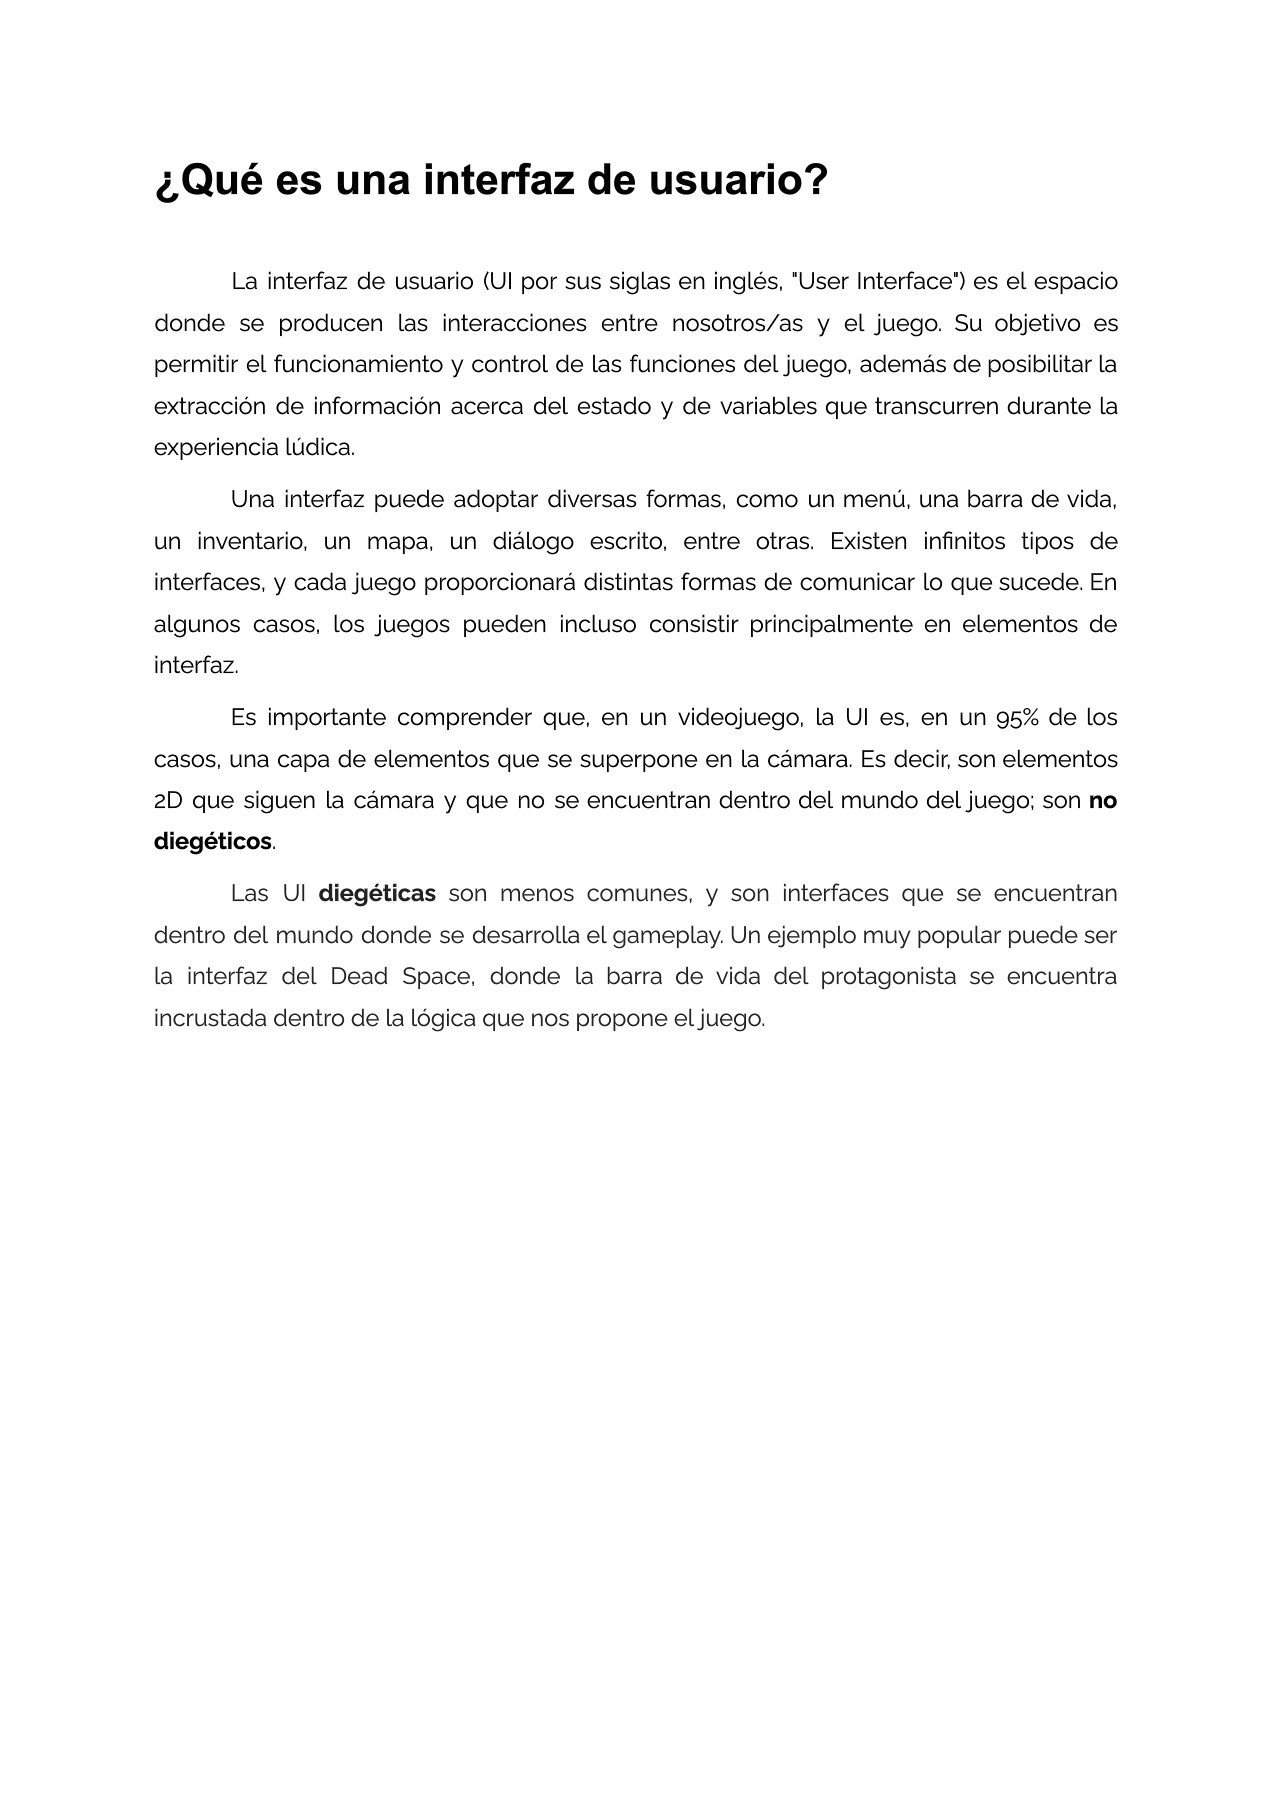 ¿Qué es una interfaz de usuario?
La interfaz de usuario (UI por sus siglas en inglés, "User Interface") es el espacio
donde se producen las interacciones entre nosotros/as y el juego. Su objetivo es
permitir el funcionamiento y control de las funciones del juego, además de posibilitar la
extracción de información acerca del estado y de variables que transcurren durante la
experiencia lúdica.
Una interfaz puede adoptar diversas formas, como un menú, una barra de vida,
un inventario, un mapa, un diálogo escrito, entre otras. Existen infinitos tipos de
interfaces, y cada juego proporcionará distintas formas de comunicar lo que sucede. En
algunos casos, los juegos pueden incluso consistir principalmente en elementos de
interfaz.
Es importante comprender que, en un videojuego, la UI es, en un 95% de los
casos, una capa de elementos que se superpone en la cámara. Es decir, son elementos
2D que siguen la cámara y que no se encuentran dentro del mundo del juego; son no
diegéticos.
Las UI diegéticas son menos comunes, y son interfaces que se encuentran
dentro del mundo donde se desarrolla el gameplay. Un ejemplo muy popular puede ser
la interfaz del Dead Space, donde la barra de vida del protagonista se encuentra
incrustada dentro de la lógica que nos propone el juego.